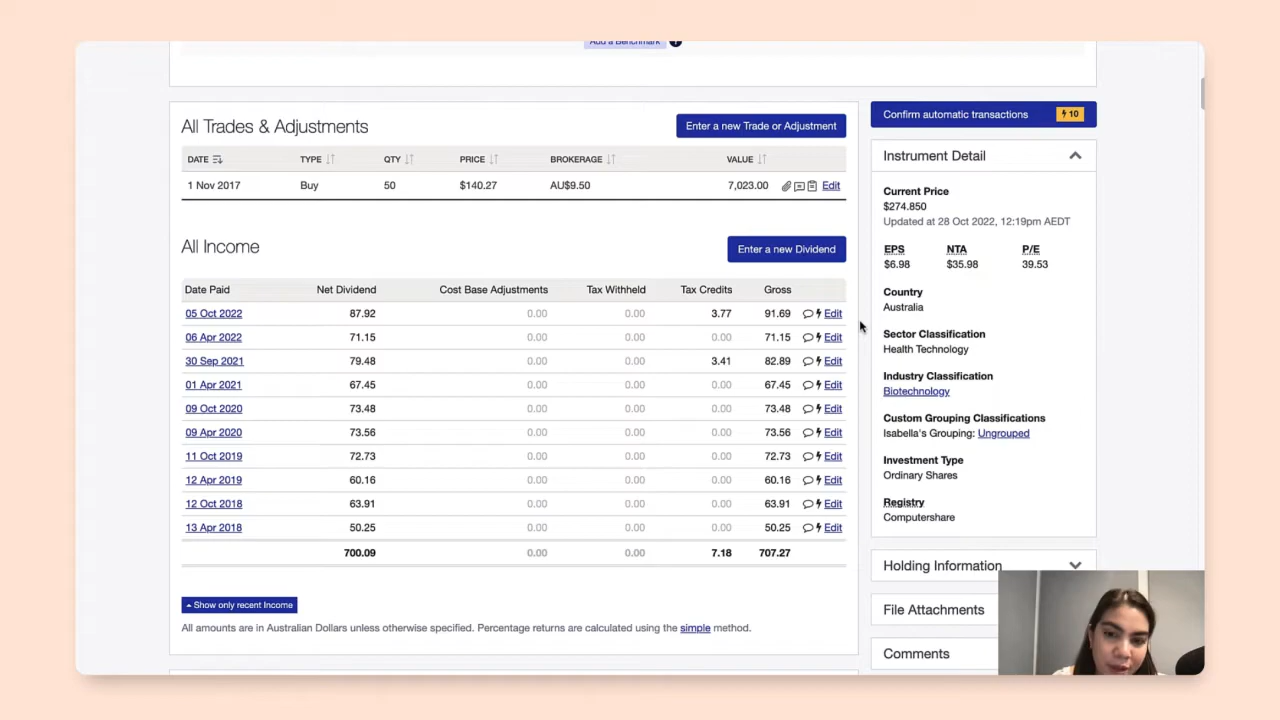 Add a Benchmark
All Trades & Adjustments
Enter a new Trade or Adjustment
DATE TYPE QTY PRICE BROKERAGE VALUE
1 Nov 2017 Buy 50 $140.27 AU$9.50 7,023.00 Edit
All Income
Enter a new Dividend
Date Paid Net Dividend Cost Base Adjustments Tax Withheld Tax Credits Gross
05 Oct 2022 87.92 0.00 0.00 3.77 91.69 Edit
06 Apr 2022 71.15 0.00 0.00 0.00 71.15 Edit
30 Sep 2021 79.48 0.00 0.00 3.41 82.89 Edit
01 Apr 2021 67.45 0.00 0.00 0.00 67.45 Edit
09 Oct 2020 73.48 0.00 0.00 0.00 73.48 Edit
09 Apr 2020 73.56 0.00 0.00 0.00 73.56 Edit
11 Oct 2019 72.73 0.00 0.00 0.00 72.73 Edit
12 Apr 2019 60.16 0.00 0.00 0.00 60.16 Edit
12 Oct 2018 63.91 0.00 0.00 0.00 63.91 Edit
13 Apr 2018 50.25 0.00 0.00 0.00 50.25 Edit
700.09 0.00 0.00 7.18 707.27
Show only recent Income
All amounts are in Australian Dollars unless otherwise specified. Percentage returns are calculated using the simple method.
Confirm automatic transactions 10
Instrument Detail
Current Price
$274.850
Updated at 28 Oct 2022, 12:19pm AEDT
EPS NTA P/E
$6.98 $35.98 39.53
Country
Australia
Sector Classification
Health Technology
Industry Classification
Biotechnology
Custom Grouping Classifications
Isabella's Grouping: Ungrouped
Investment Type
Ordinary Shares
Registry
Computershare
Holding Information
File Attachments
Comments